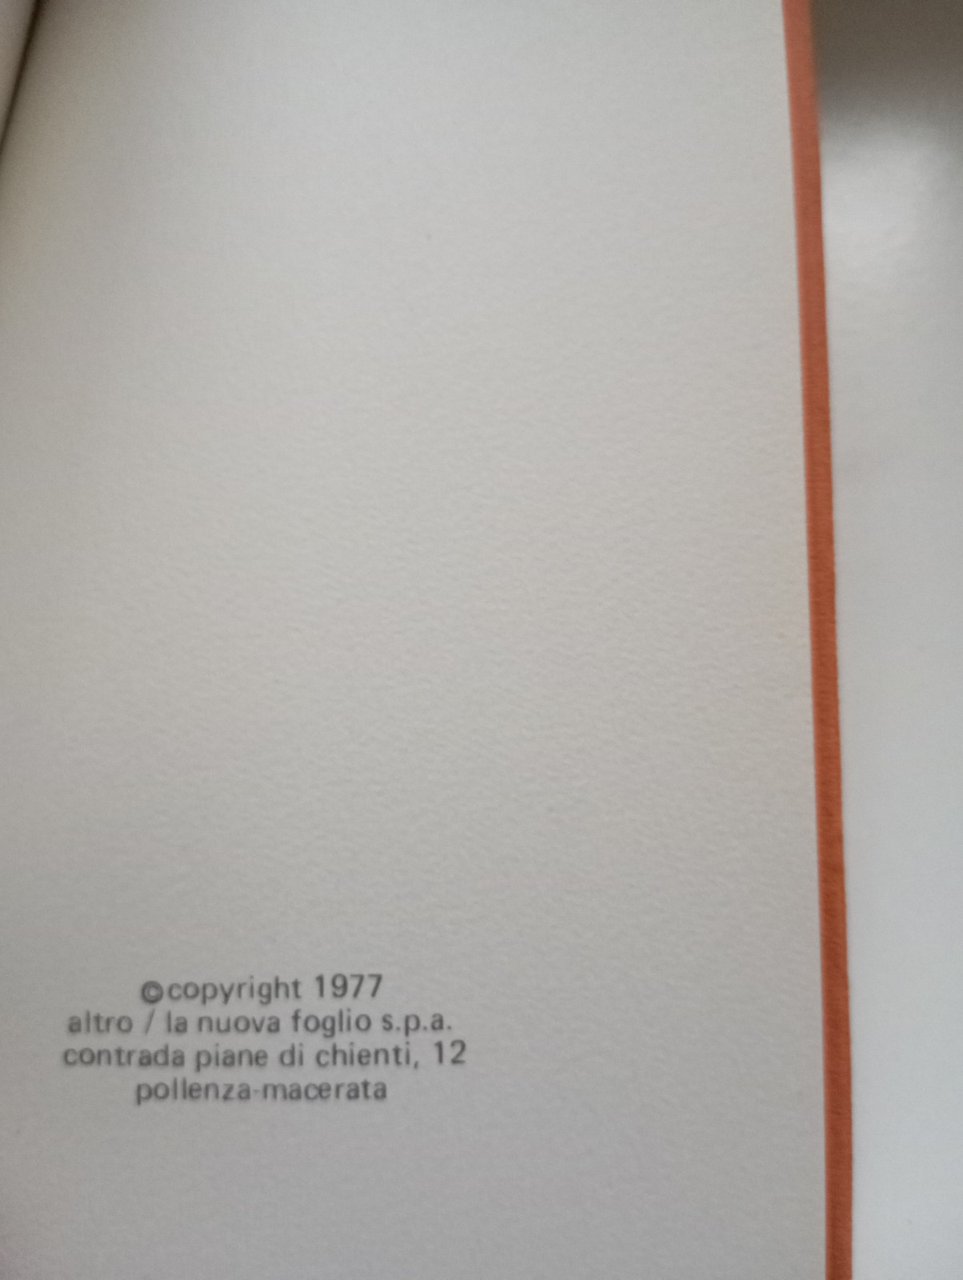 ©copyright 1977
altro / la nuova foglio s.p.a.
contrada piane di chienti, 12
pollenza-macerata